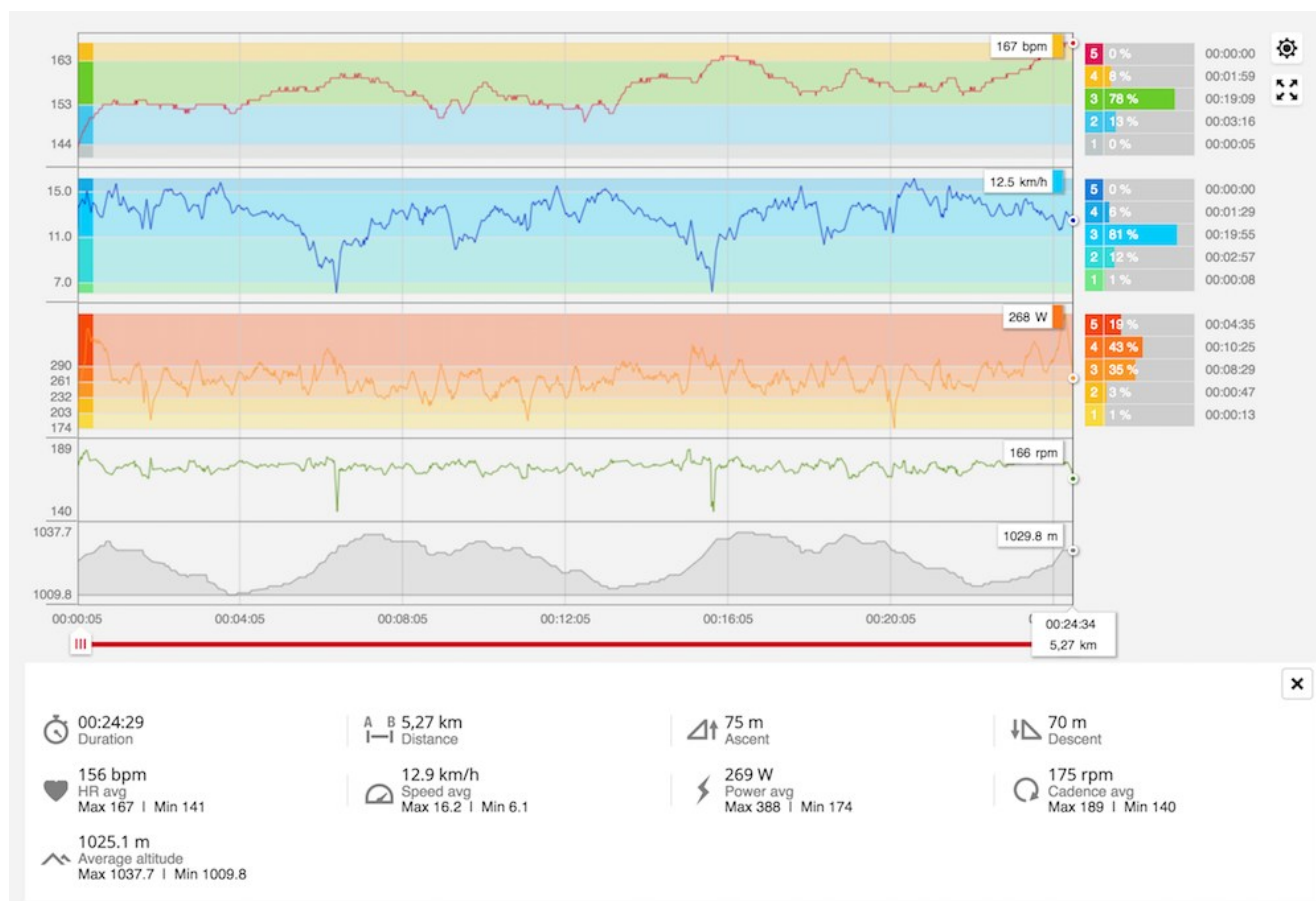 163
153
144
167 bpm
5 0 % 00:00:00
4 8 % 00:01:59
3 78 % 00:19:09
2 13 % 00:03:16
1 0 % 00:00:05
15.0
11.0
7.0
12.5 km/h
5 0 % 00:00:00
4 6 % 00:01:29
3 81 % 00:19:55
2 12 % 00:02:57
1 1 % 00:00:08
290
261
232
203
174
268 W
5 19 % 00:04:35
4 43 % 00:10:25
3 35 % 00:08:29
2 3 % 00:00:47
1 1 % 00:00:13
189
140
166 rpm
1037.7
1009.8
1029.8 m
00:00:05 00:04:05 00:08:05 00:12:05 00:16:05 00:20:05
00:24:34
5,27 km
00:24:29
Duration
A B 5,27 km
Distance
75 m
Ascent
70 m
Descent
156 bpm
HR avg
Max 167 | Min 141
12.9 km/h
Speed avg
Max 16.2 | Min 6.1
269 W
Power avg
Max 388 | Min 174
175 rpm
Cadence avg
Max 189 | Min 140
1025.1 m
Average altitude
Max 1037.7 | Min 1009.8